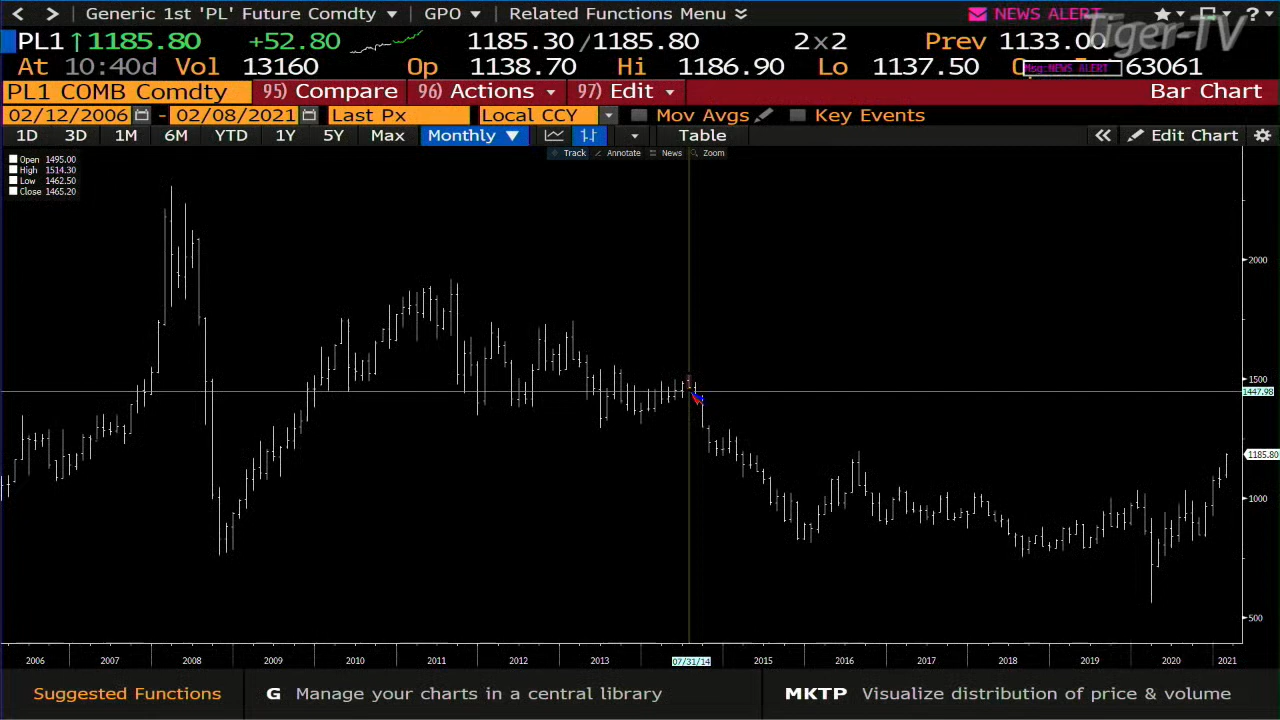 < > Generic 1st 'PL' Future Comdty GPO Related Functions Menu NEWS ALERT ?
Tiger-TV
PL1 ↑1185.80 +52.80 1185.30/1185.80 2x2 Prev 1133.00
At 10:40d Vol 13160 Op 1138.70 Hi 1186.90 Lo 1137.50 63061
Msg:NEWS ALERT
PL1 COMB Comdty 95) Compare 96) Actions 97) Edit Bar Chart
02/12/2006 - 02/08/2021 Last Px Local CCY Mov Avgs Key Events
1D 3D 1M 6M YTD 1Y 5Y Max Monthly ▼ Table « Edit Chart
Track Annotate News Zoom
Open 1495.00
High 1514.30
Low 1462.50
Close 1465.20
2000
1500
1447.98
1185.80
1000
500
2006 2007 2008 2009 2010 2011 2012 2013 07/31/14 2015 2016 2017 2018 2019 2020 2021
Suggested Functions G Manage your charts in a central library MKTP Visualize distribution of price & volume